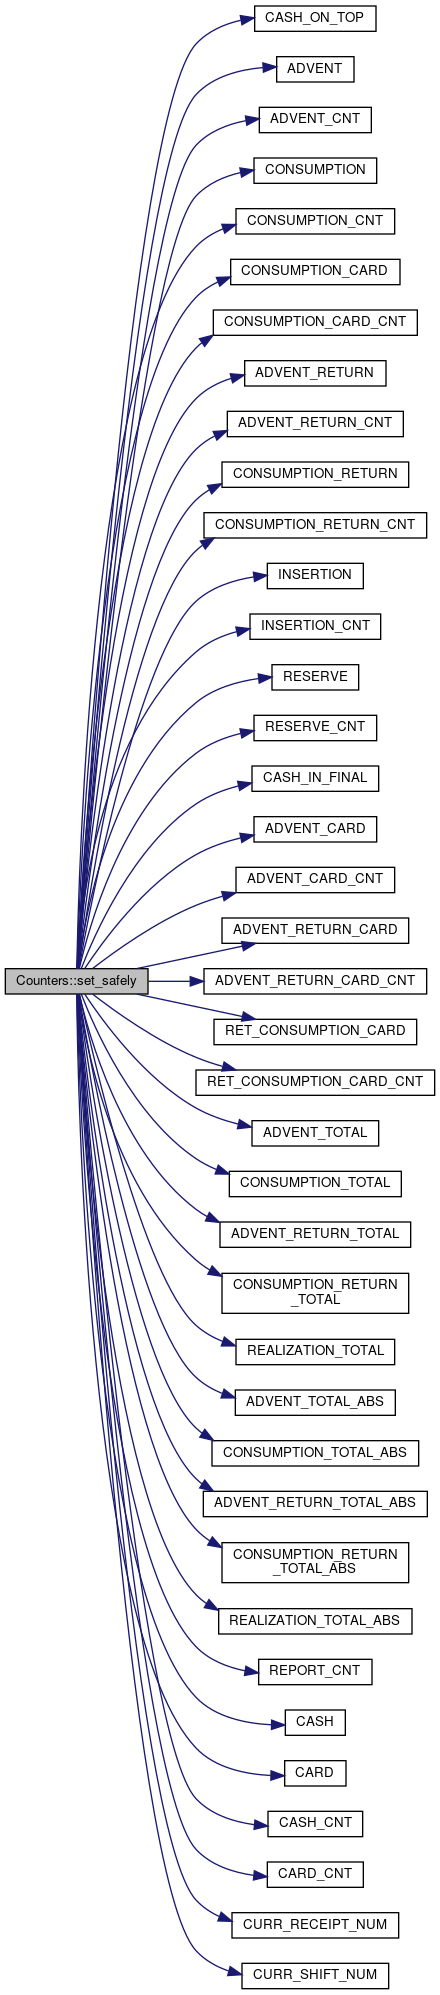 CASH_ON_TOP
ADVENT
ADVENT_CNT
CONSUMPTION
CONSUMPTION_CNT
CONSUMPTION_CARD
CONSUMPTION_CARD_CNT
ADVENT_RETURN
ADVENT_RETURN_CNT
CONSUMPTION_RETURN
CONSUMPTION_RETURN_CNT
INSERTION
INSERTION_CNT
RESERVE
RESERVE_CNT
CASH_IN_FINAL
ADVENT_CARD
ADVENT_CARD_CNT
ADVENT_RETURN_CARD
Counters::set_safely
ADVENT_RETURN_CARD_CNT
RET_CONSUMPTION_CARD
RET_CONSUMPTION_CARD_CNT
ADVENT_TOTAL
CONSUMPTION_TOTAL
ADVENT_RETURN_TOTAL
CONSUMPTION_RETURN
_TOTAL
REALIZATION_TOTAL
ADVENT_TOTAL_ABS
CONSUMPTION_TOTAL_ABS
ADVENT_RETURN_TOTAL_ABS
CONSUMPTION_RETURN
_TOTAL_ABS
REALIZATION_TOTAL_ABS
REPORT_CNT
CASH
CARD
CASH_CNT
CARD_CNT
CURR_RECEIPT_NUM
CURR_SHIFT_NUM